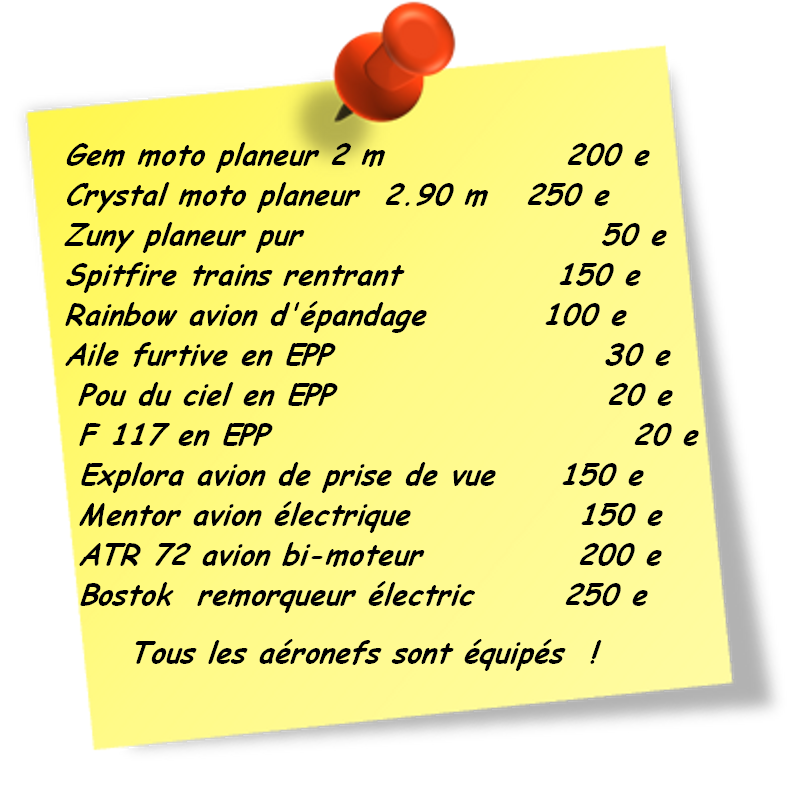 Gem moto planeur 2 m 200 e
Crystal moto planeur 2.90 m 250 e
Zuny planeur pur 50 e
Spitfire trains rentrant 150 e
Rainbow avion d'épandage 100 e
Aile furtive en EPP 30 e
Pou du ciel en EPP 20 e
F 117 en EPP 20 e
Explora avion de prise de vue 150 e
Mentor avion électrique 150 e
ATR 72 avion bi-moteur 200 e
Bostok remorqueur électric 250 e
Tous les aéronefs sont équipés !